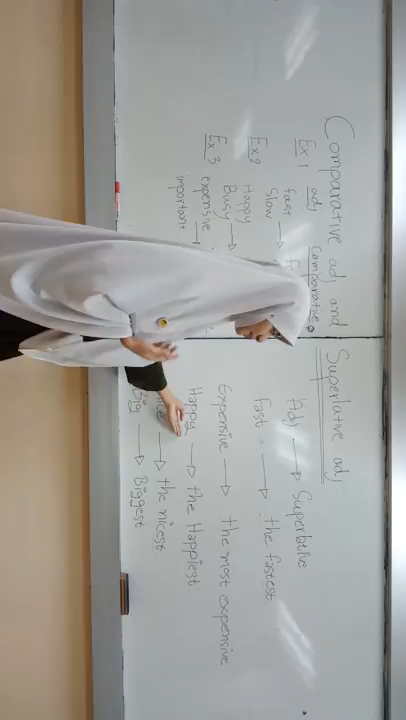 Comparative adj and
Ex 1 adj Comparative
fast →
Slow →
Ex 2 Happy
Busy →
Ex 3 expensive →
important
Superlative adj
Adj → Superlative
fast → the fastest
Expensive → the most expensive
Happy → the Happiest
→ the nicest
Big → Biggest